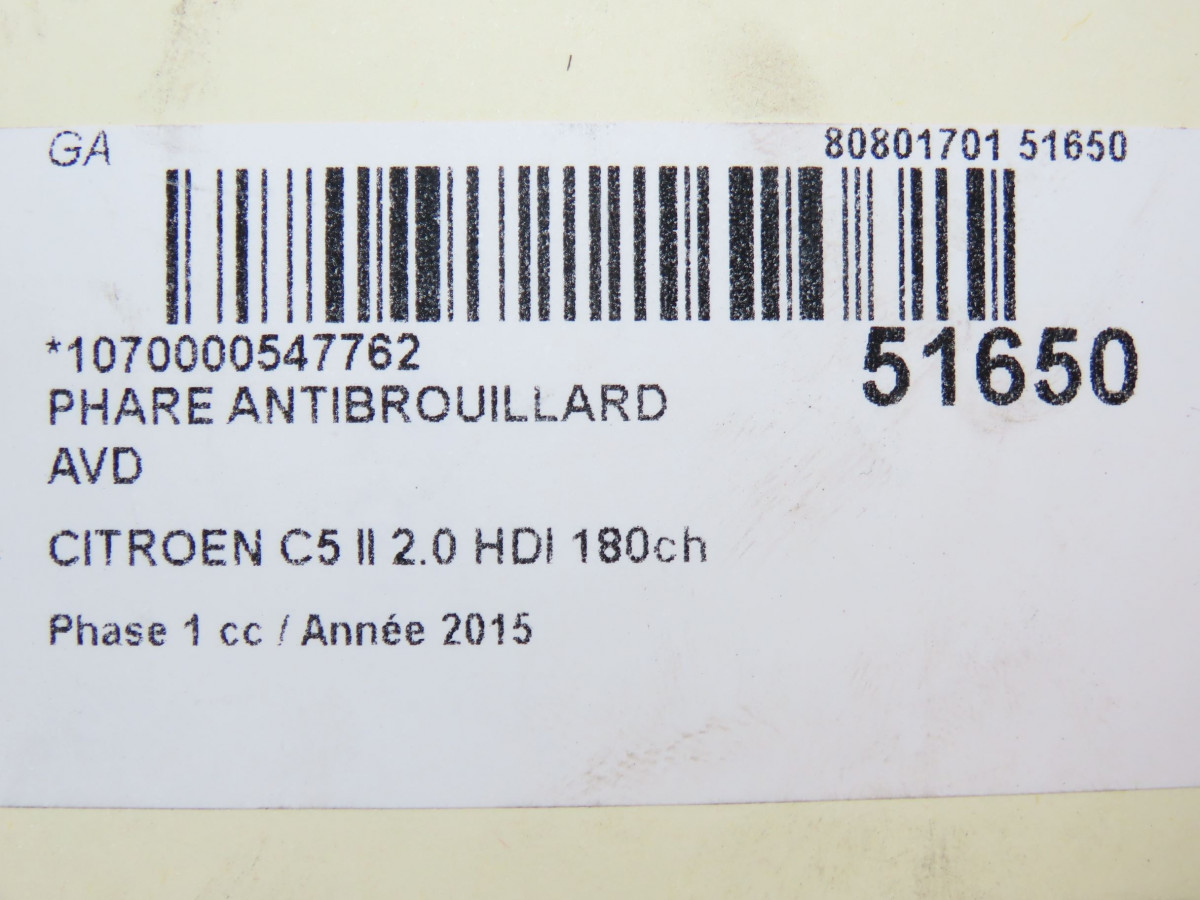 GA 80801701 51650
*1070000547762 51650
PHARE ANTIBROUILLARD
AVD
CITROEN C5 II 2.0 HDI 180ch
Phase 1 cc / Année 2015